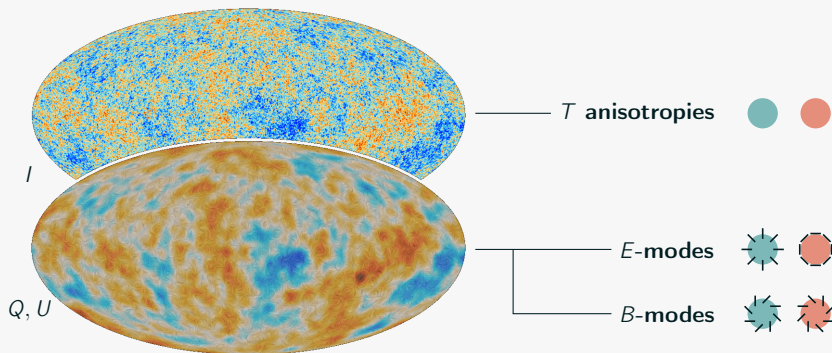 T anisotropies
I
E-modes
Q, U
B-modes